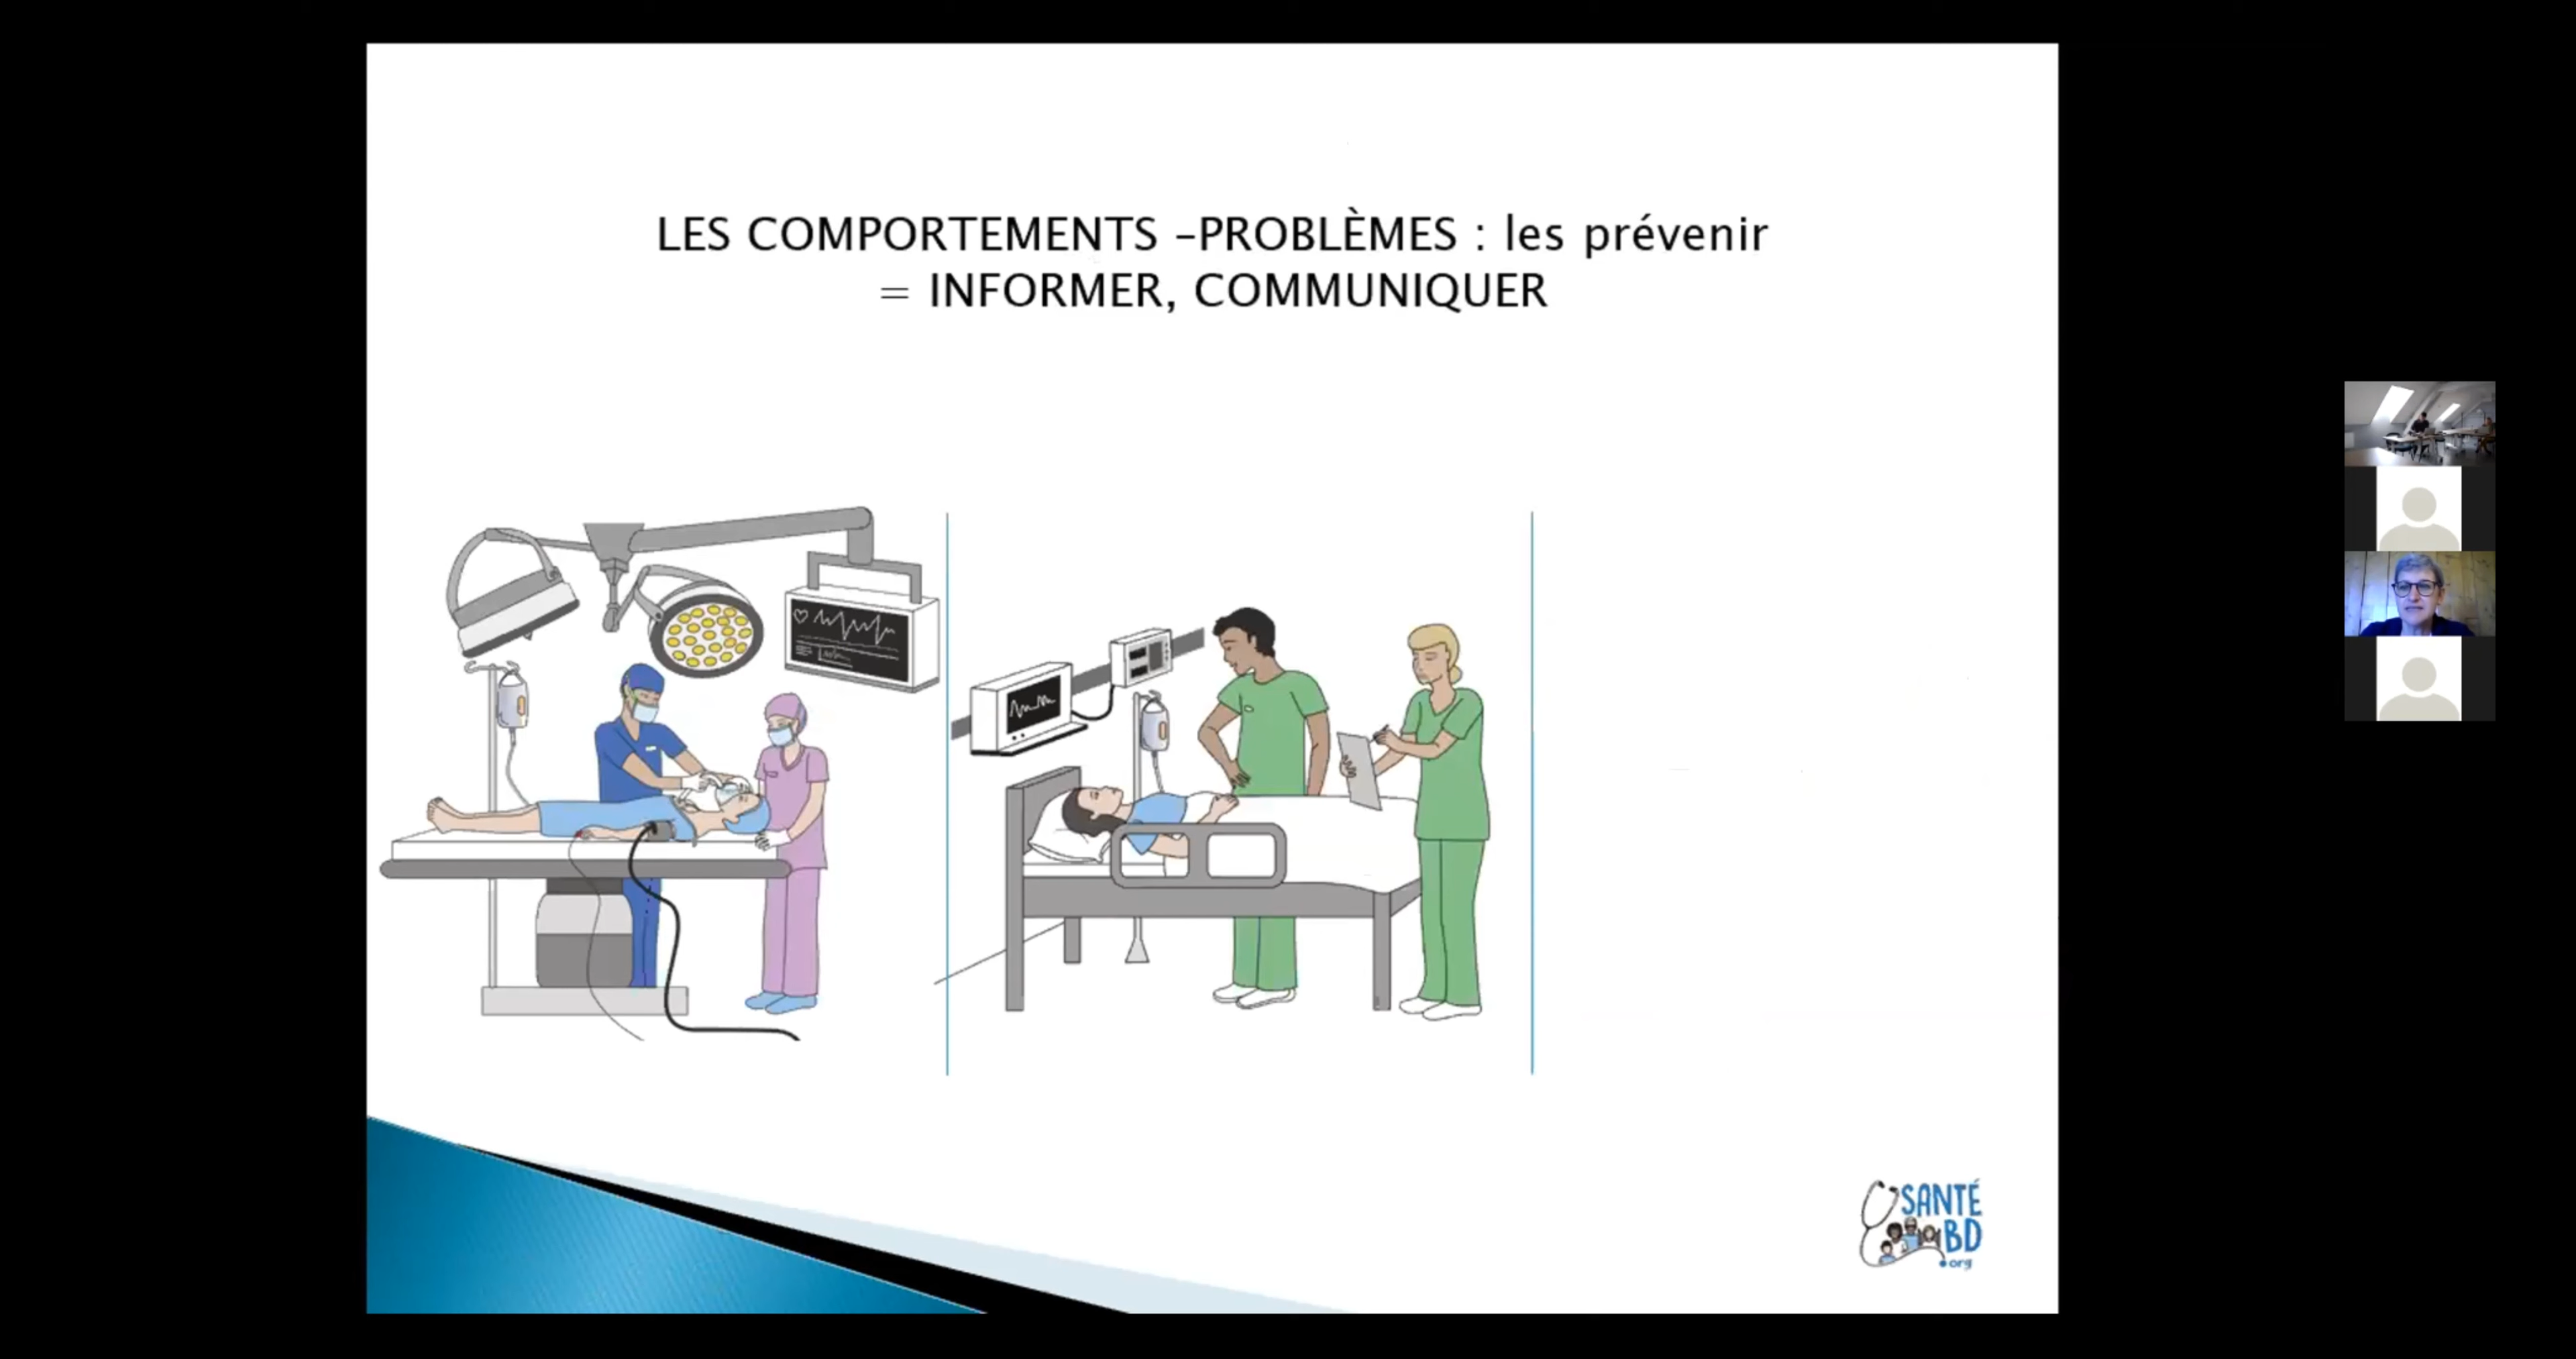 LES COMPORTEMENTS –PROBLÈMES : les prévenir
= INFORMER, COMMUNIQUER
SANTÉ
BD
.org